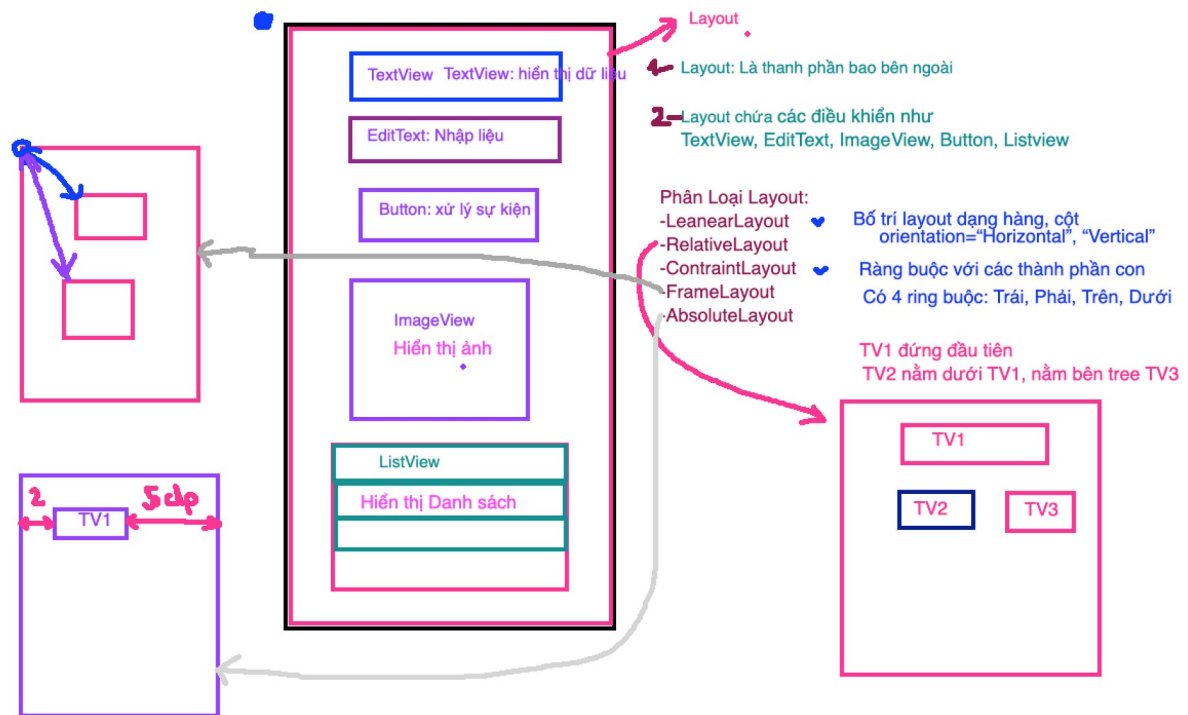 Layout
TextView TextView: hiển thị dữ liệu
1- Layout: Là thanh phần bao bên ngoài
2- Layout chứa các điều khiển như
TextView, EditText, ImageView, Button, Listview
EditText: Nhập liệu
Button: xử lý sự kiện
ImageView
Hiển thị ảnh
ListView
Hiển thị Danh sách
Phân Loại Layout:
-LeanearLayout
-RelativeLayout
-ContraintLayout
-FrameLayout
-AbsoluteLayout
Bố trí layout dạng hàng, cột
orientation=“Horizontal”, “Vertical”
Ràng buộc với các thành phần con
Có 4 ring buộc: Trái, Phải, Trên, Dưới
TV1 đứng đầu tiên
TV2 nằm dưới TV1, nằm bên tree TV3
TV1
TV2 TV3
2 5dp
TV1